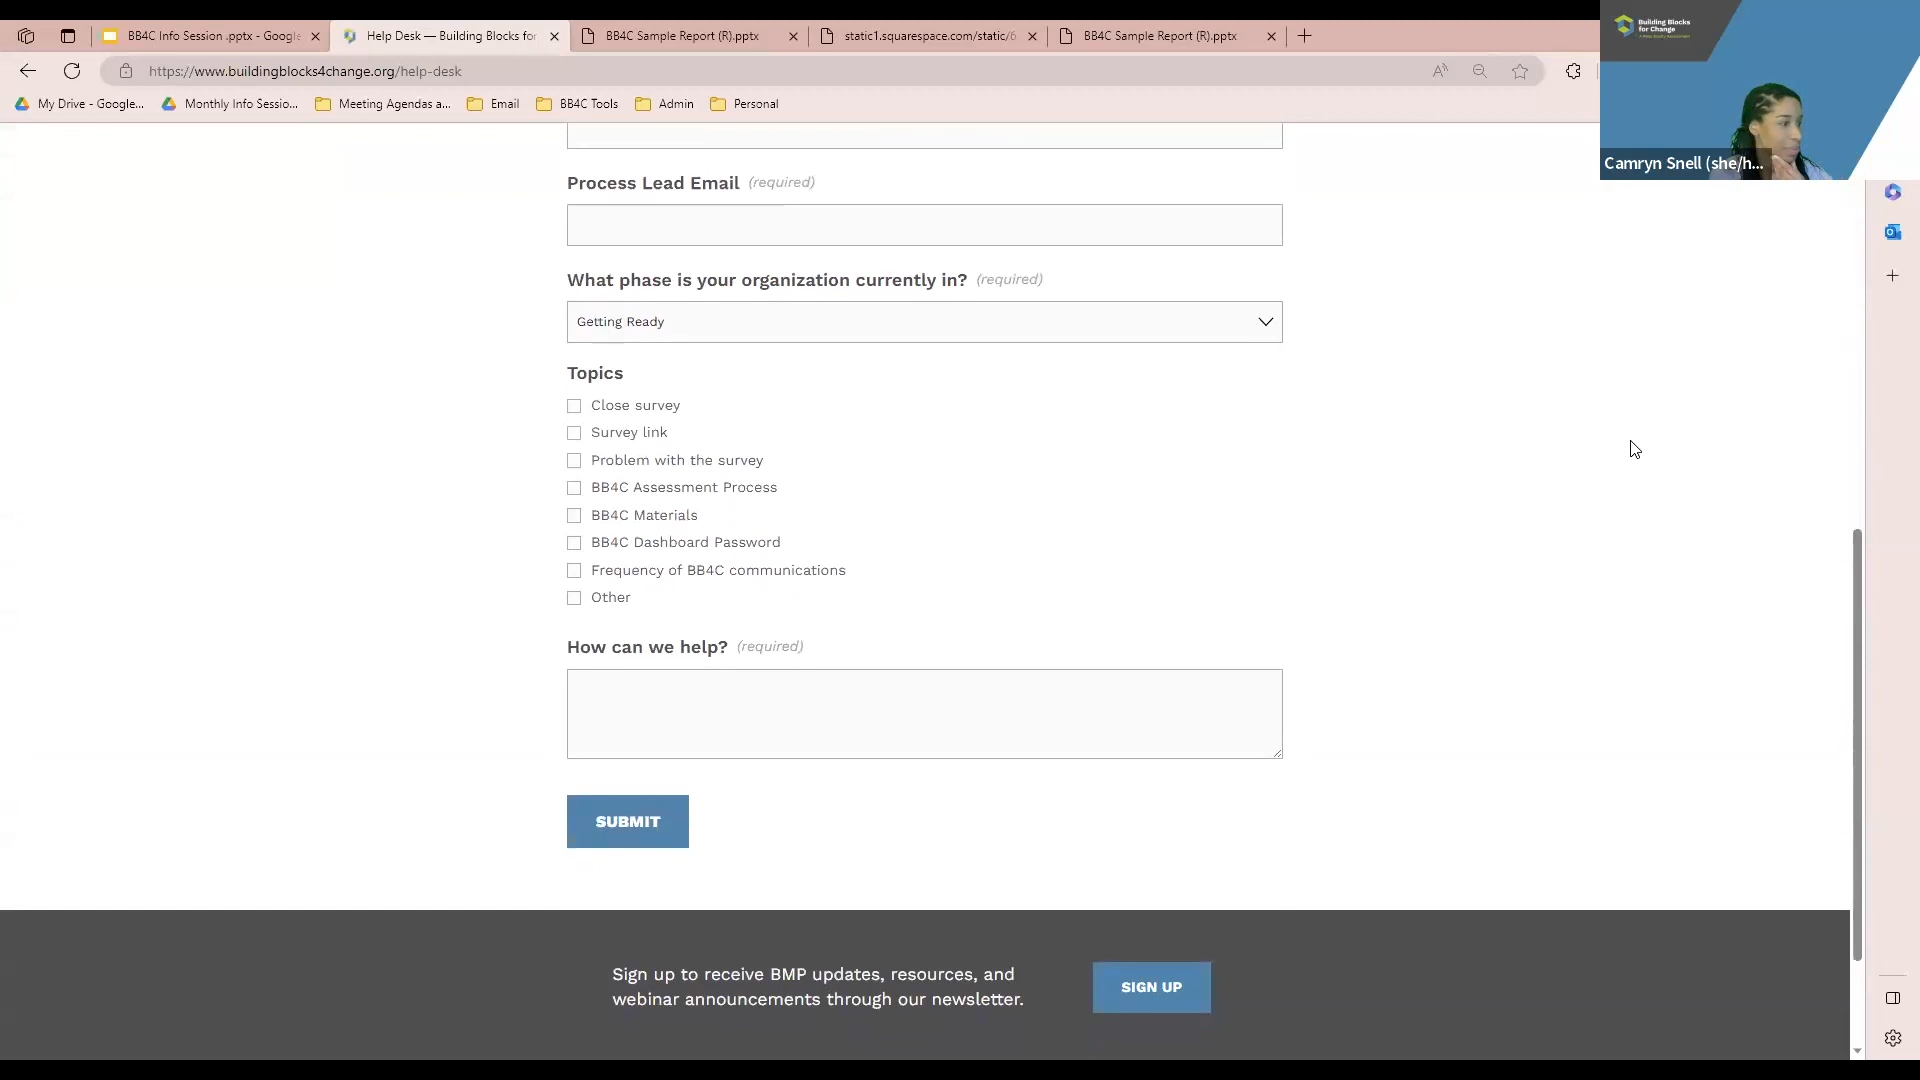 BB4C Info Session .pptx - Google
Help Desk — Building Blocks for
BB4C Sample Report (R).pptx
static1.squarespace.com/static/6
BB4C Sample Report (R).pptx
https://www.buildingblocks4change.org/help-desk
My Drive - Google...
Monthly Info Sessio...
Meeting Agendas a...
Email
BB4C Tools
Admin
Personal
Building Blocks
for Change
Camryn Snell (she/h...
Process Lead Email (required)
What phase is your organization currently in? (required)
Getting Ready
Topics
Close survey
Survey link
Problem with the survey
BB4C Assessment Process
BB4C Materials
BB4C Dashboard Password
Frequency of BB4C communications
Other
How can we help? (required)
SUBMIT
Sign up to receive BMP updates, resources, and
webinar announcements through our newsletter.
SIGN UP